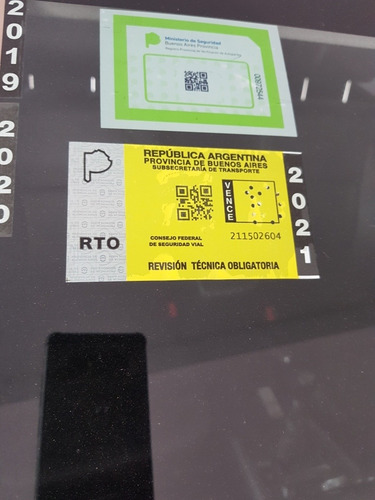 2019
2020
Ministerio de Seguridad
Buenos Aires Provincia
REPÚBLICA ARGENTINA
PROVINCIA DE BUENOS AIRES
SUBSECRETARÍA DE TRANSPORTE
VENCE
2021
RTO
CONSEJO FEDERAL
DE SEGURIDAD VIAL
211502604
REVISIÓN TÉCNICA OBLIGATORIA